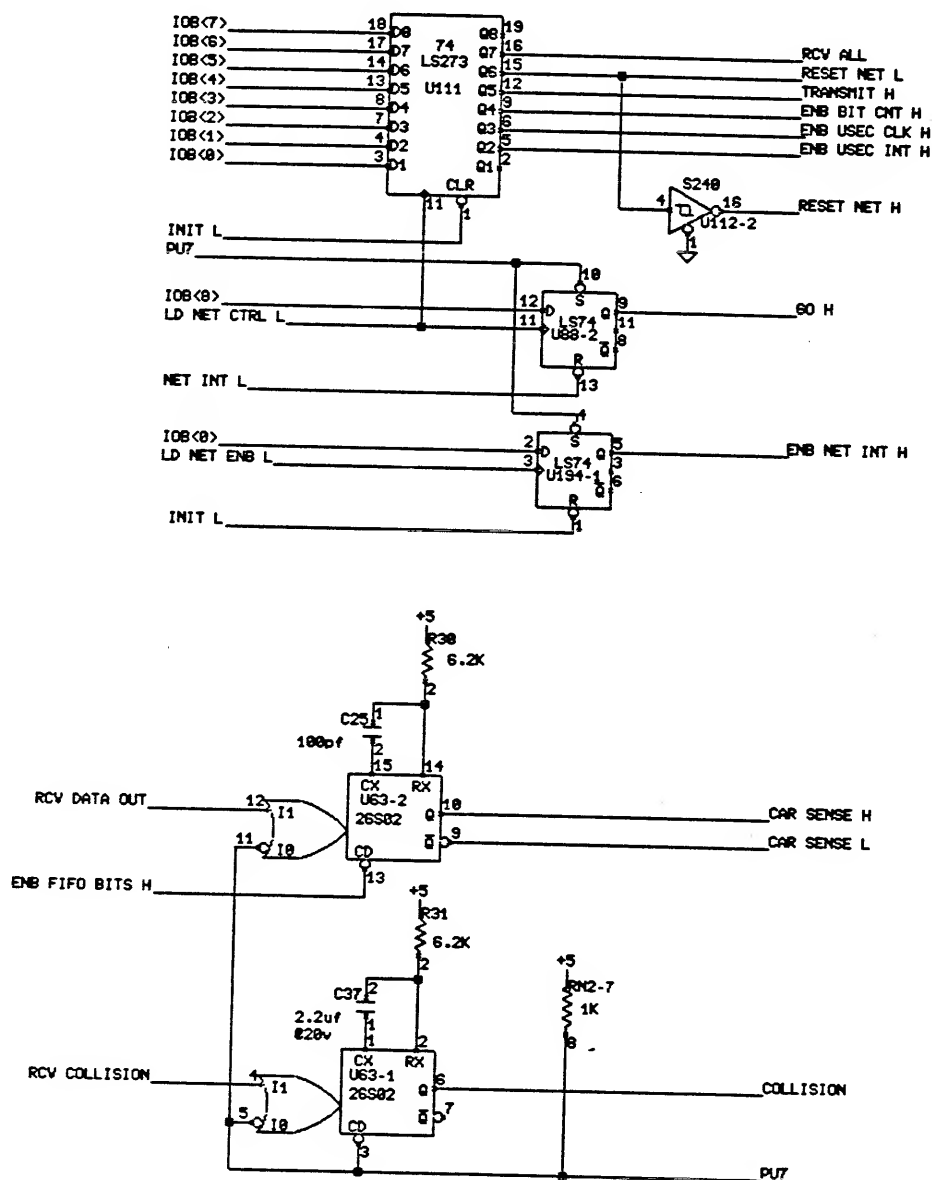 IOB<7> 18 D8 Q8 19
IOB<6> 17 D7 74 Q7 16 RCV ALL
IOB<5> 14 D6 LS273 Q6 15 RESET NET L
IOB<4> 13 D5 U111 Q5 12 TRANSMIT H
IOB<3> 8 D4 Q4 9 ENB BIT CNT H
IOB<2> 7 D3 Q3 6 ENB USEC CLK H
IOB<1> 4 D2 Q2 5 ENB USEC INT H
IOB<0> 3 D1 Q1 2
CLR
11 1
S240
4 16 RESET NET H
U112-2
1
INIT L
PU7
10
IOB<0> 12 D S Q 9 GO H
LD NET CTRL L 11 LS74 11
U88-2 Q 8
R
NET INT L 13
4
IOB<0> 2 D S Q 5 ENB NET INT H
LD NET ENB L 3 LS74 3
U194-1 Q 6
R
INIT L 1
+5
R30
6.2K
2
C25 1
100pf 2
15 14
CX RX
RCV DATA OUT 12 I1 U63-2 Q 10 CAR SENSE H
26S02
11 I0 Q 9 CAR SENSE L
CD
ENB FIFO BITS H 13
+5
R31
6.2K
2
+5
C37 2
RN2-7
2.2uf 1K
@20v 1
1 2 8
CX RX
RCV COLLISION 4 I1 U63-1 Q 6 COLLISION
26S02
5 I0 Q 7
CD
3
PU7